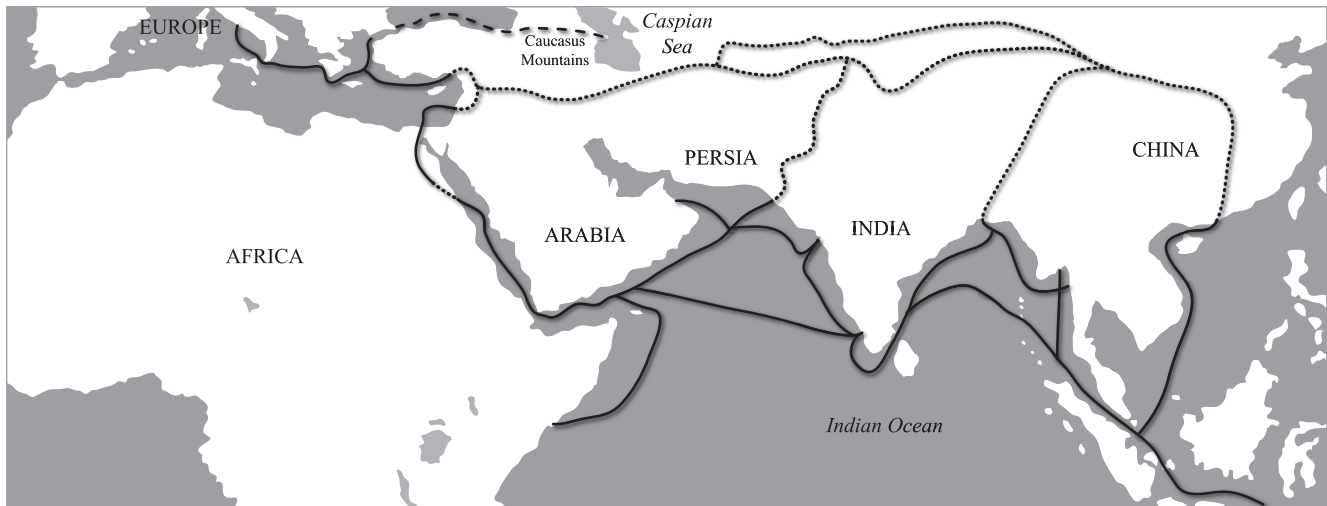 EUROPE
Caspian
Sea
Caucasus
Mountains
PERSIA
CHINA
ARABIA
INDIA
AFRICA
Indian Ocean